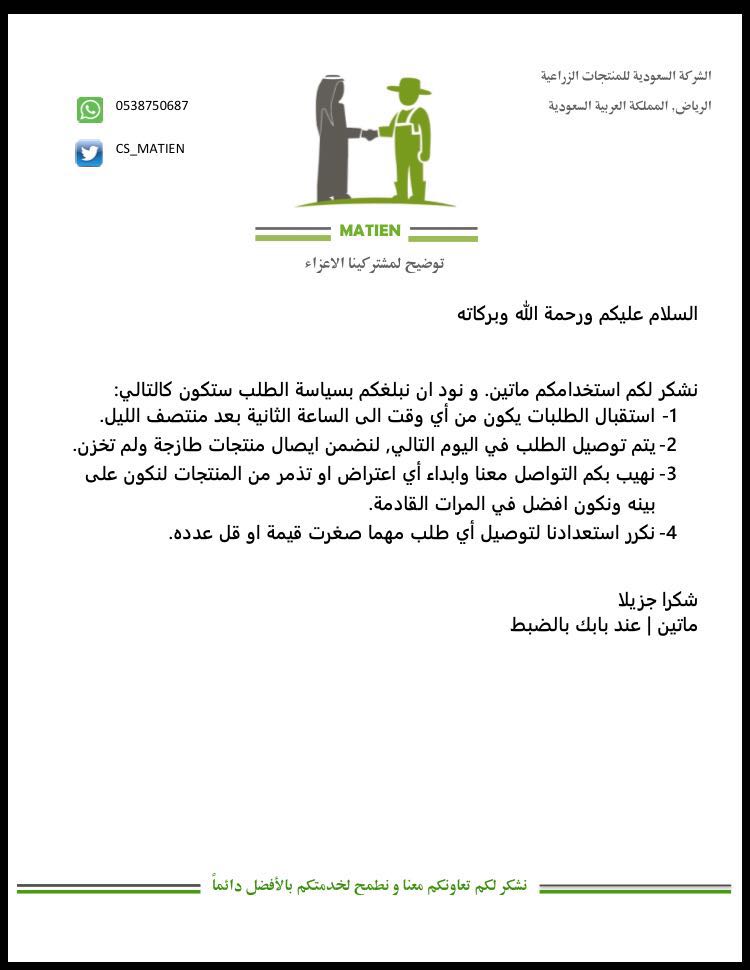 الشركة السعودية للمنتجات الزراعية
الرياض, المملكة العربية السعودية
0538750687
CS_MATIEN
MATIEN
توضيح لمشتركينا الاعزاء
السلام عليكم ورحمة الله وبركاته
نشكر لكم استخدامكم ماتين. و نود ان نبلغكم بسياسة الطلب ستكون كالتالي:
1- استقبال الطلبات يكون من أي وقت الى الساعة الثانية بعد منتصف الليل.
2- يتم توصيل الطلب في اليوم التالي, لنضمن ايصال منتجات طازجة ولم تخزن.
3- نهيب بكم التواصل معنا وابداء أي اعتراض او تذمر من المنتجات لنكون على
بينه ونكون افضل في المرات القادمة.
4- نكرر استعدادنا لتوصيل أي طلب مهما صغرت قيمة او قل عدده.
شكرا جزيلا
ماتين | عند بابك بالضبط
نشكر لكم تعاونكم معنا و نطمح لخدمتكم بالأفضل دائماً